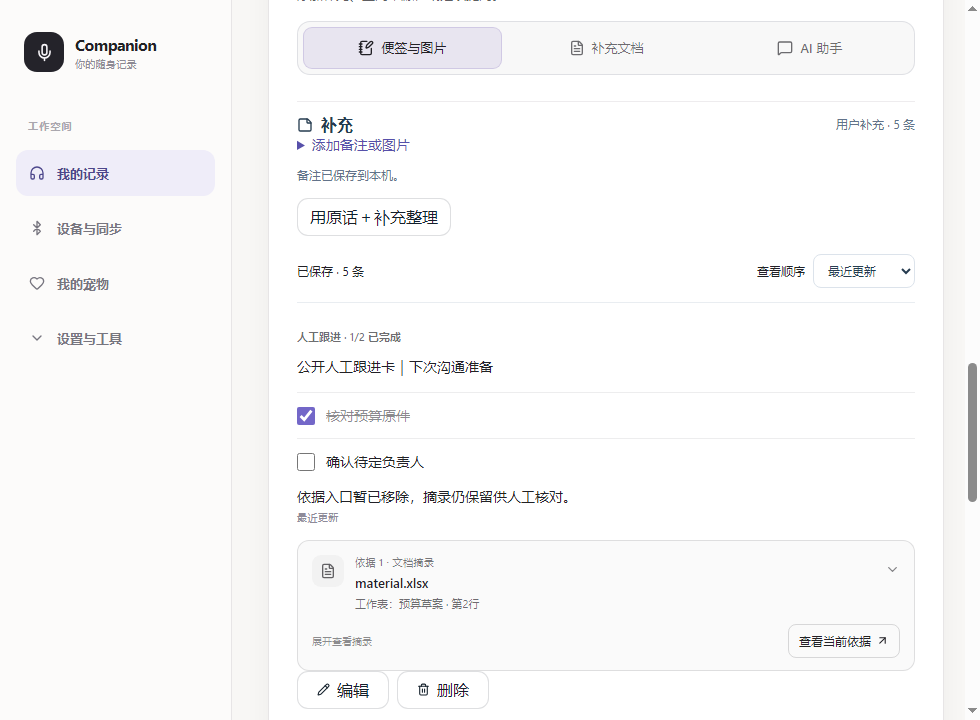 Companion
你的随身记录
工作空间
我的记录
设备与同步
我的宠物
设置与工具
便签与图片
补充文档
AI 助手
补充
用户补充 · 5 条
添加备注或图片
备注已保存到本机。
用原话 + 补充整理
已保存 · 5 条
查看顺序
最近更新
人工跟进 · 1/2 已完成
公开人工跟进卡｜下次沟通准备
核对预算原件
确认待定负责人
依据入口暂已移除，摘录仍保留供人工核对。
最近更新
依据 1 · 文档摘录
material.xlsx
工作表：预算草案 · 第2行
展开查看摘录
查看当前依据
编辑
删除